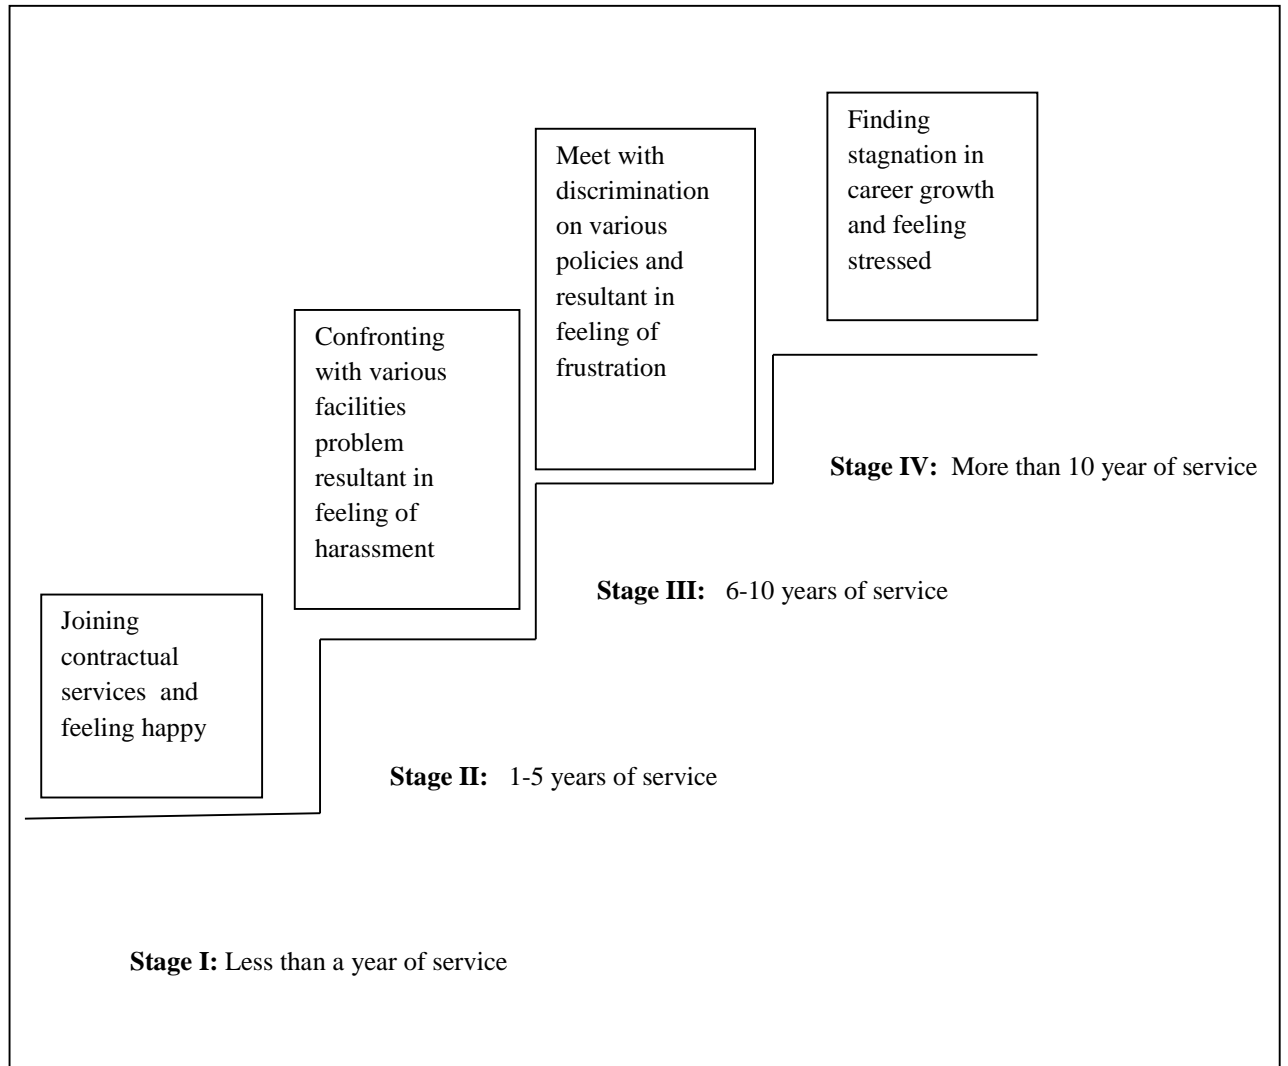 Finding
stagnation in
career growth
and feeling
stressed
Meet with
discrimination
on various
policies and
resultant in
feeling of
frustration
Confronting
with various
facilities
problem
resultant in
feeling of
harassment
Stage IV:  More than 10 year of service
Stage III:   6-10 years of service
Joining
contractual
services  and
feeling happy
Stage II:   1-5 years of service
Stage I: Less than a year of service